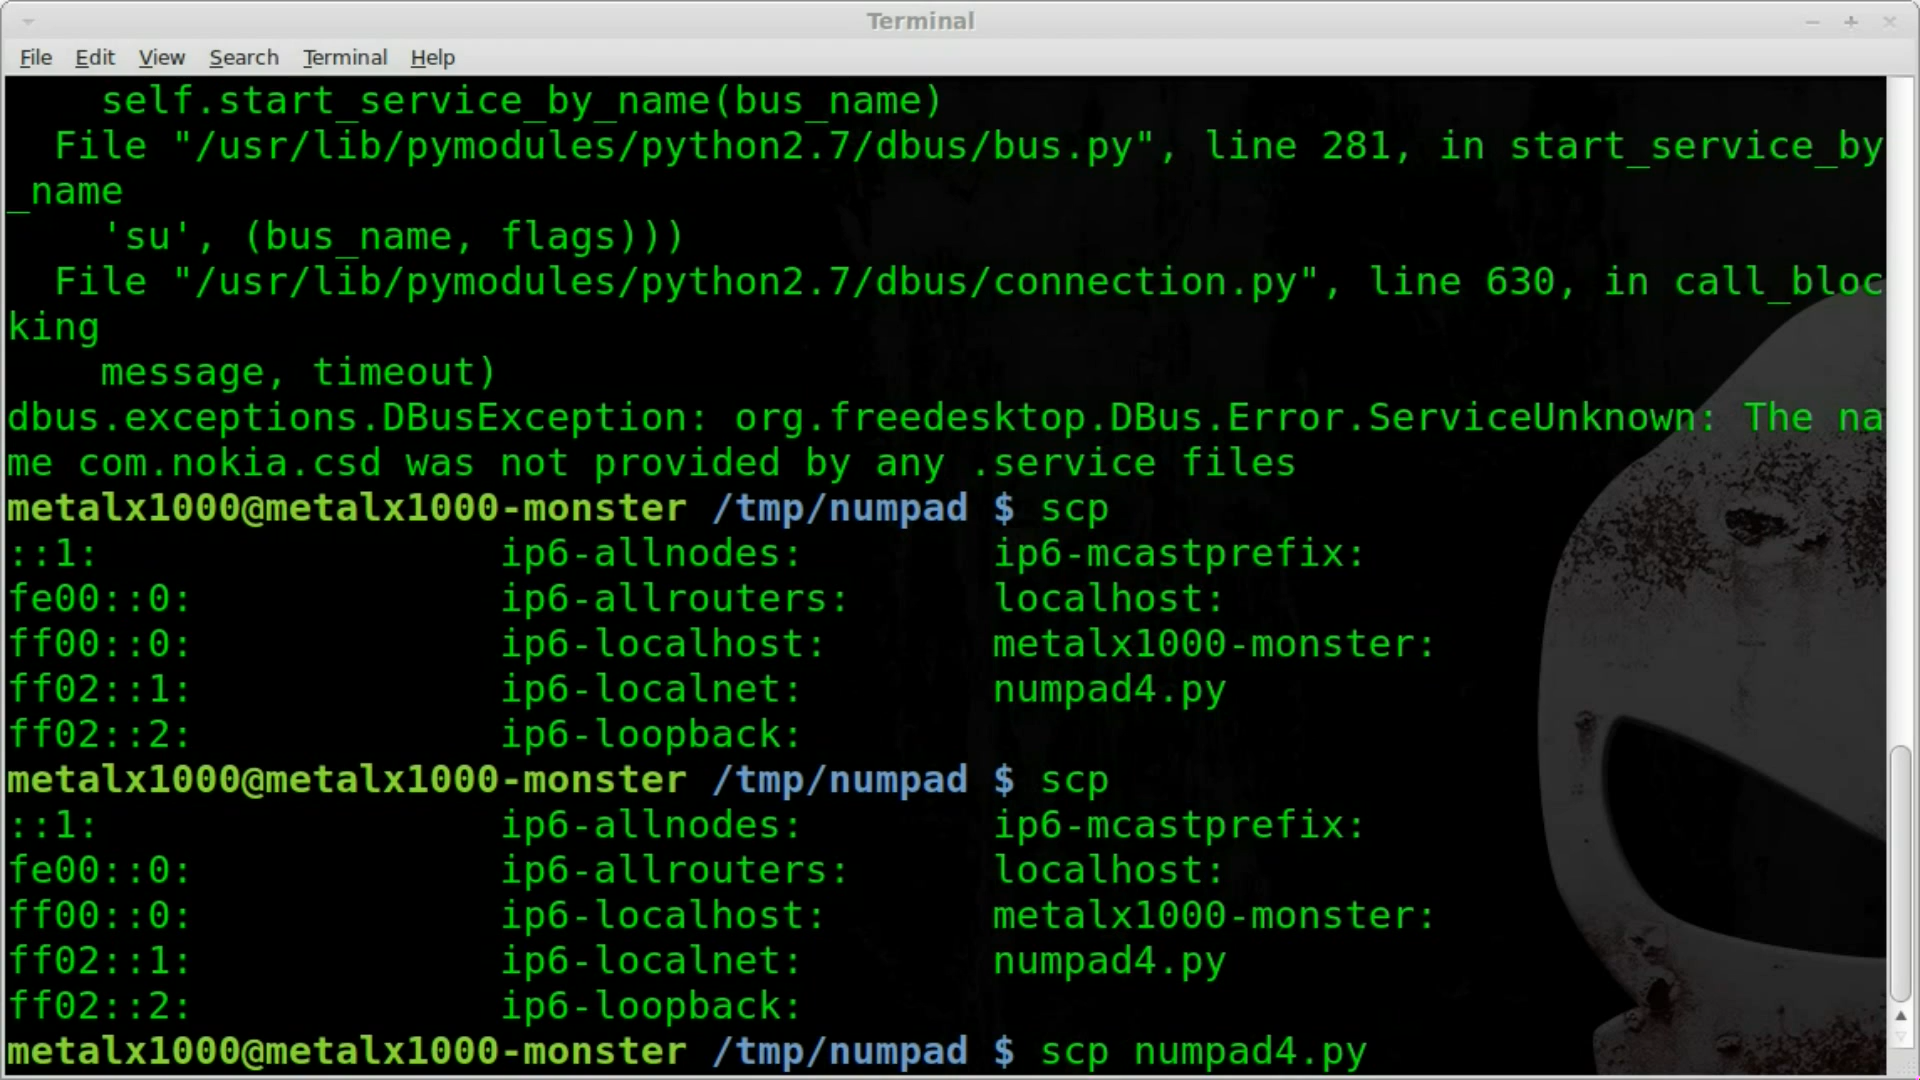 Terminal
File Edit View Search Terminal Help
self.start_service_by_name(bus_name)
File "/usr/lib/pymodules/python2.7/dbus/bus.py", line 281, in start_service_by
_name
'su', (bus_name, flags)))
File "/usr/lib/pymodules/python2.7/dbus/connection.py", line 630, in call_bloc
king
message, timeout)
dbus.exceptions.DBusException: org.freedesktop.DBus.Error.ServiceUnknown: The na
me com.nokia.csd was not provided by any .service files
metalx1000@metalx1000-monster /tmp/numpad $ scp
::1: ip6-allnodes: ip6-mcastprefix:
fe00::0: ip6-allrouters: localhost:
ff00::0: ip6-localhost: metalx1000-monster:
ff02::1: ip6-localnet: numpad4.py
ff02::2: ip6-loopback:
metalx1000@metalx1000-monster /tmp/numpad $ scp
::1: ip6-allnodes: ip6-mcastprefix:
fe00::0: ip6-allrouters: localhost:
ff00::0: ip6-localhost: metalx1000-monster:
ff02::1: ip6-localnet: numpad4.py
ff02::2: ip6-loopback:
metalx1000@metalx1000-monster /tmp/numpad $ scp numpad4.py